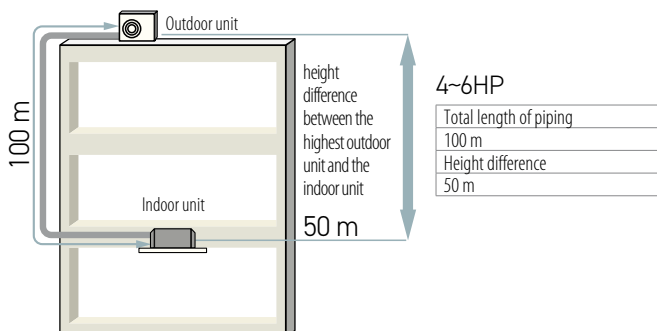 Outdoor unit
100 m
height
difference
between the
highest outdoor
unit and the
indoor unit
50 m
Indoor unit
4~6HP
Total length of piping
100 m
Height difference
50 m